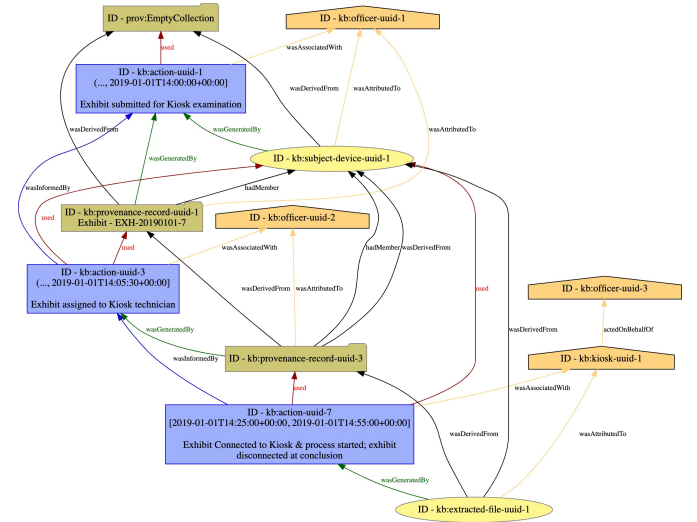 ID - prov:EmptyCollection
ID - kb:officer-uuid-1
used
wasAssociatedWith
ID - kb:action-uuid-1
(..., 2019-01-01T14:00:00+00:00]
Exhibit submitted for Kiosk examination
wasDerivedFrom
wasAttributedTo
wasDerivedFrom
wasAttributedTo
wasGeneratedBy
wasGeneratedBy
ID - kb:subject-device-uuid-1
wasInformedBy
hadMember
ID - kb:provenance-record-uuid-1
Exhibit - EXH-20190101-7
ID - kb:officer-uuid-2
used
used
wasAssociatedWith
hadMember
wasDerivedFrom
ID - kb:action-uuid-3
(..., 2019-01-01T14:05:30+00:00]
Exhibit assigned to Kiosk technician
wasDerivedFrom
wasAttributedTo
used
ID - kb:officer-uuid-3
wasGeneratedBy
wasDerivedFrom
actedOnBehalfOf
wasInformedBy
ID - kb:provenance-record-uuid-3
ID - kb:kiosk-uuid-1
used
wasAssociatedWith
ID - kb:action-uuid-7
[2019-01-01T14:25:00+00:00, 2019-01-01T14:55:00+00:00]
Exhibit Connected to Kiosk & process started; exhibit
disconnected at conclusion
wasDerivedFrom
wasAttributedTo
wasGeneratedBy
ID - kb:extracted-file-uuid-1